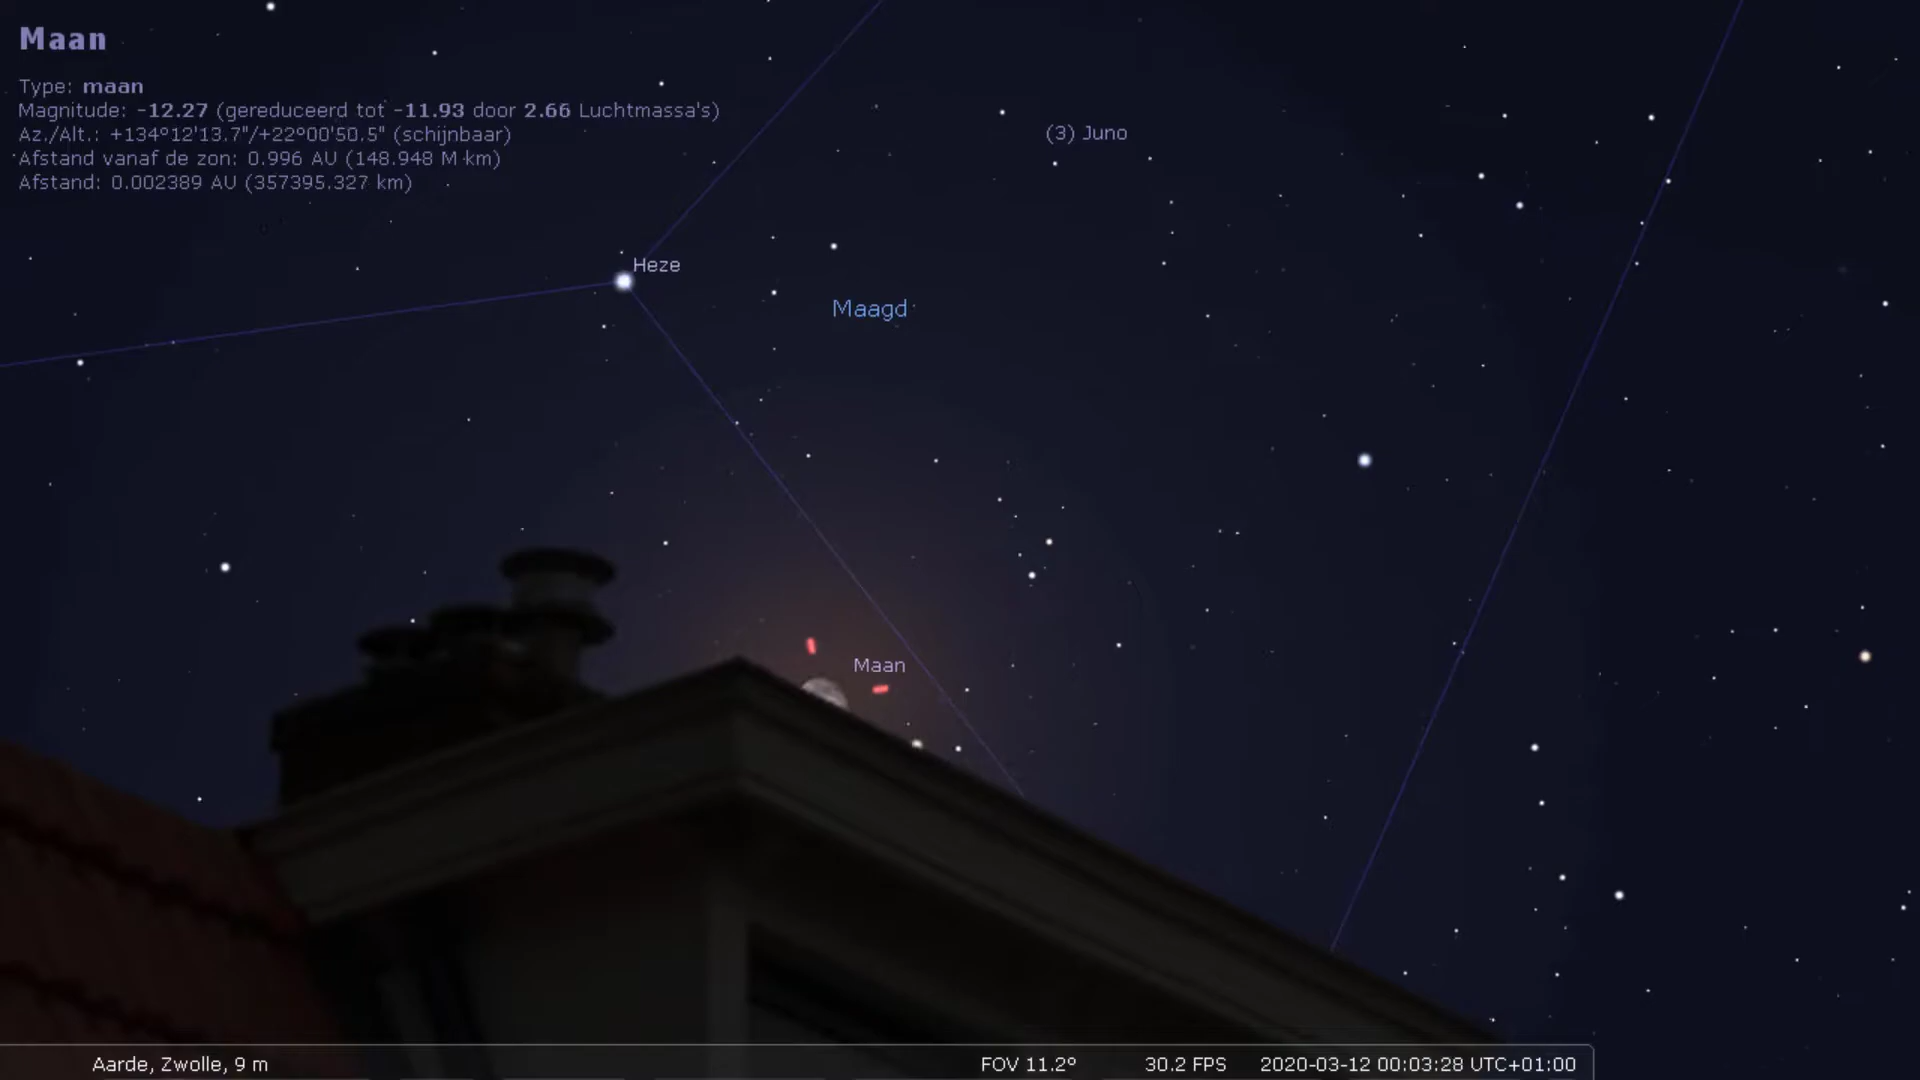 Maan
Type: maan
Magnitude: -12.27 (gereduceerd tot -11.93 door 2.66 Luchtmassa's)
Az./Alt.: +134°12'13.7"/+22°00'50.5" (schijnbaar)
Afstand vanaf de zon: 0.996 AU (148.948 M km)
Afstand: 0.002389 AU (357395.327 km)
(3) Juno
Heze
Maagd
Maan
Aarde, Zwolle, 9 m
FOV 11.2°
30.2 FPS
2020-03-12 00:03:28 UTC+01:00